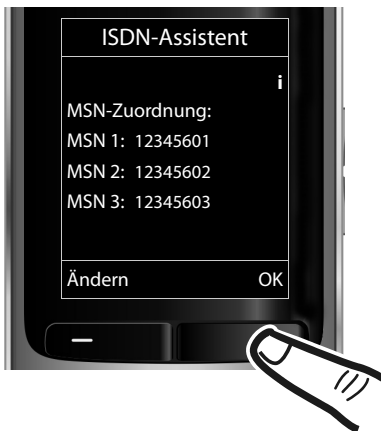 ISDN-Assistent
i
MSN-Zuordnung:
MSN 1: 12345601
MSN 2: 12345602
MSN 3: 12345603
Ändern OK